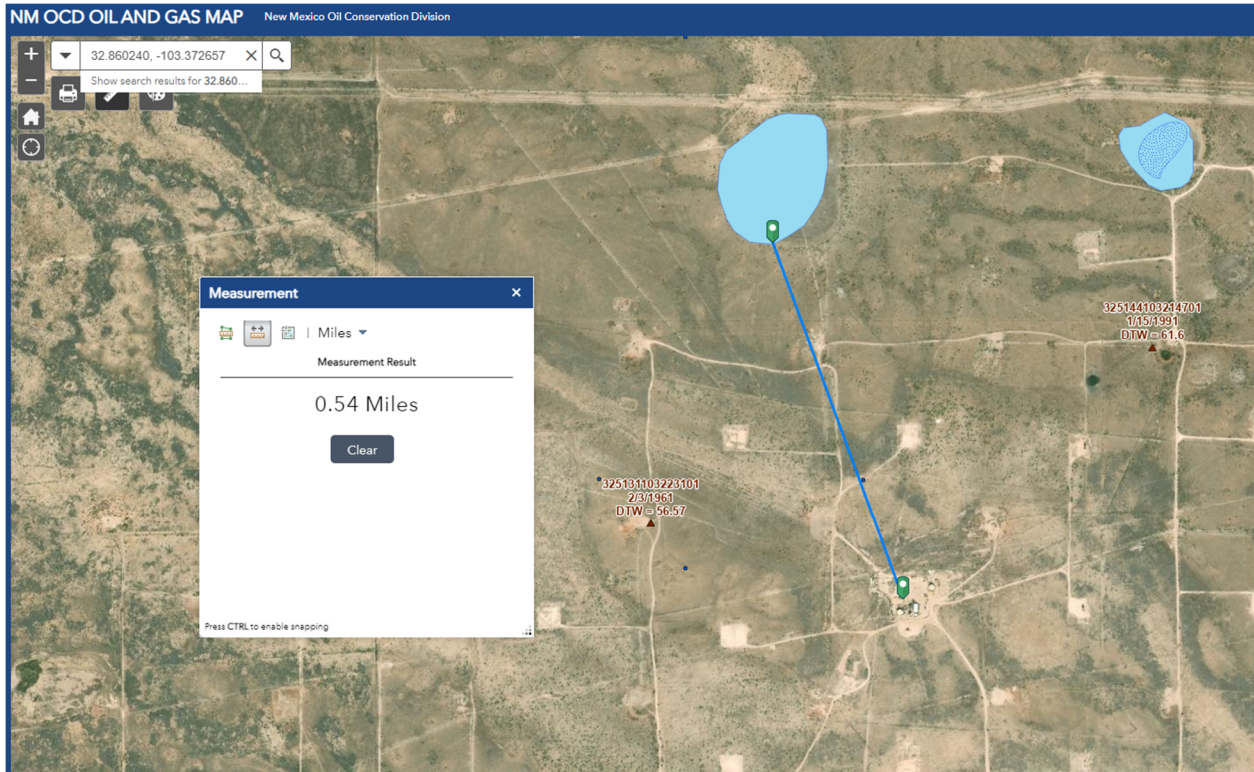 NM OCD OIL AND GAS MAP New Mexico Oil Conservation Division
32.860240, -103.372657
Show search results for 32.860...
Measurement
Miles
Measurement Result
0.54 Miles
Clear
Press CTRL to enable snapping
325144103214701
1/15/1991
DTW = 61.6
325131103223101
2/3/1961
DTW = 56.57